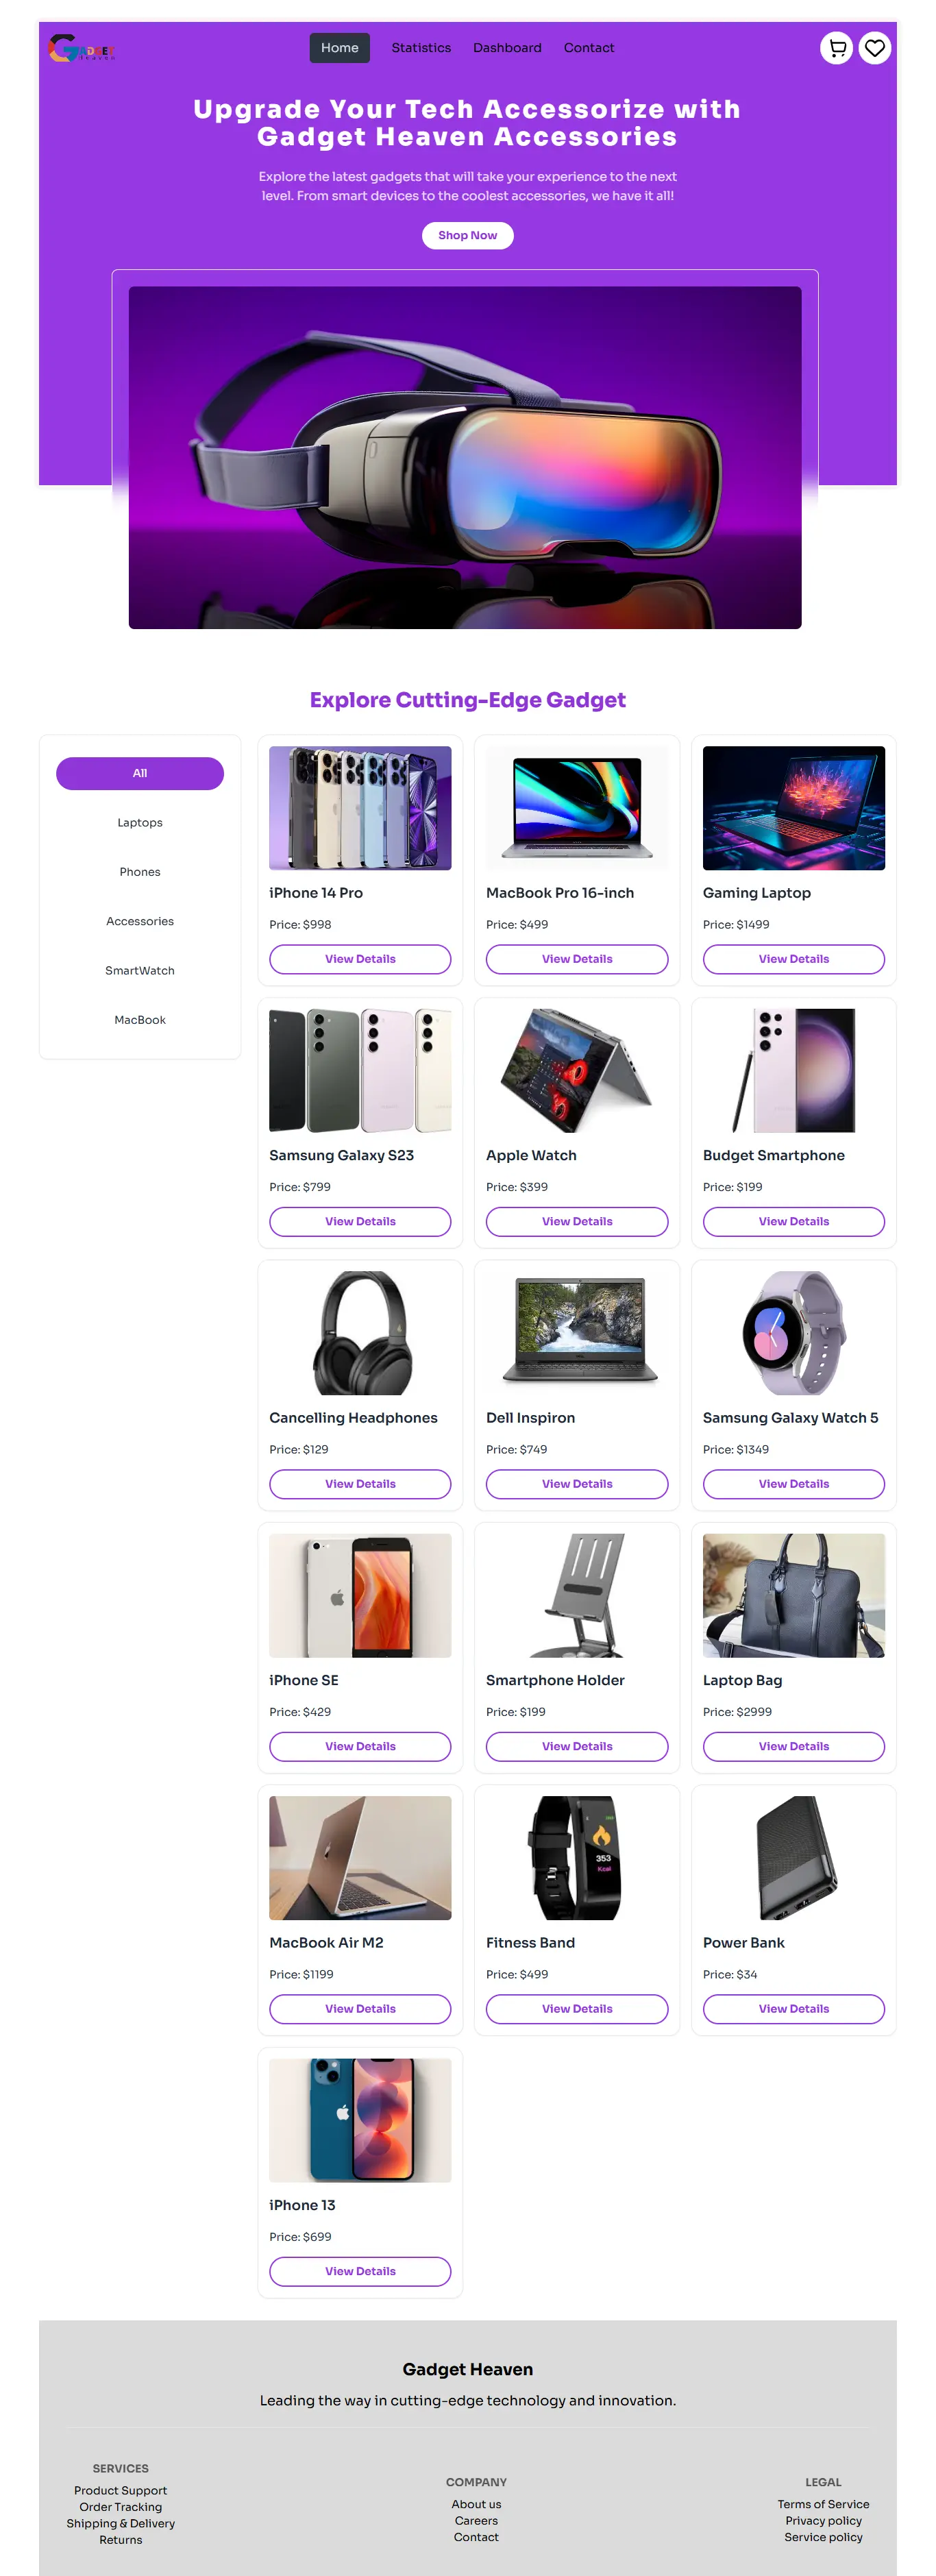 GADGET
Heaven
Home
Statistics
Dashboard
Contact
Upgrade Your Tech Accessorize with
Gadget Heaven Accessories
Explore the latest gadgets that will take your experience to the next
level. From smart devices to the coolest accessories, we have it all!
Shop Now
Explore Cutting-Edge Gadget
All
Laptops
Phones
Accessories
SmartWatch
MacBook
iPhone 14 Pro
Price: $998
View Details
MacBook Pro 16-inch
Price: $499
View Details
Gaming Laptop
Price: $1499
View Details
Samsung Galaxy S23
Price: $799
View Details
Apple Watch
Price: $399
View Details
Budget Smartphone
Price: $199
View Details
Cancelling Headphones
Price: $129
View Details
Dell Inspiron
Price: $749
View Details
Samsung Galaxy Watch 5
Price: $1349
View Details
iPhone SE
Price: $429
View Details
Smartphone Holder
Price: $199
View Details
Laptop Bag
Price: $2999
View Details
MacBook Air M2
Price: $1199
View Details
353
Kcal
Fitness Band
Price: $499
View Details
Power Bank
Price: $34
View Details
iPhone 13
Price: $699
View Details
Gadget Heaven
Leading the way in cutting-edge technology and innovation.
SERVICES
Product Support
Order Tracking
Shipping & Delivery
Returns
COMPANY
About us
Careers
Contact
LEGAL
Terms of Service
Privacy policy
Service policy